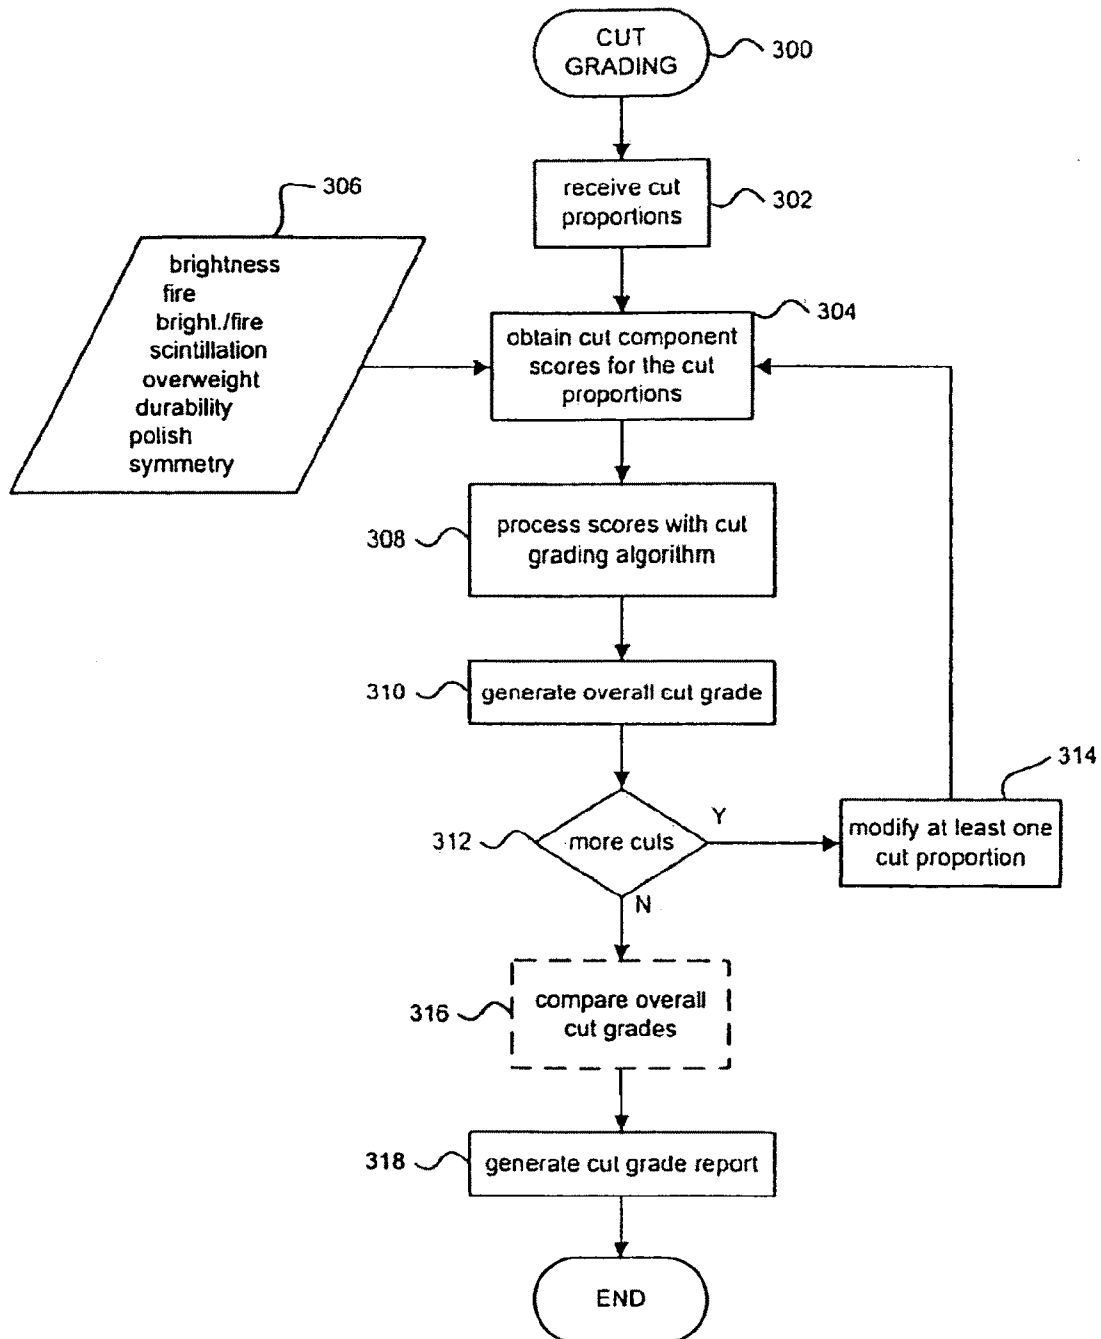 CUT
GRADING
300
receive cut
proportions
302
306
brightness
fire
bright./fire
scintillation
overweight
durability
polish
symmetry
obtain cut component
scores for the cut
proportions
304
308
process scores with cut
grading algorithm
310
generate overall cut grade
312
more cuts
Y
N
314
modify at least one
cut proportion
316
compare overall
cut grades
318
generate cut grade report
END